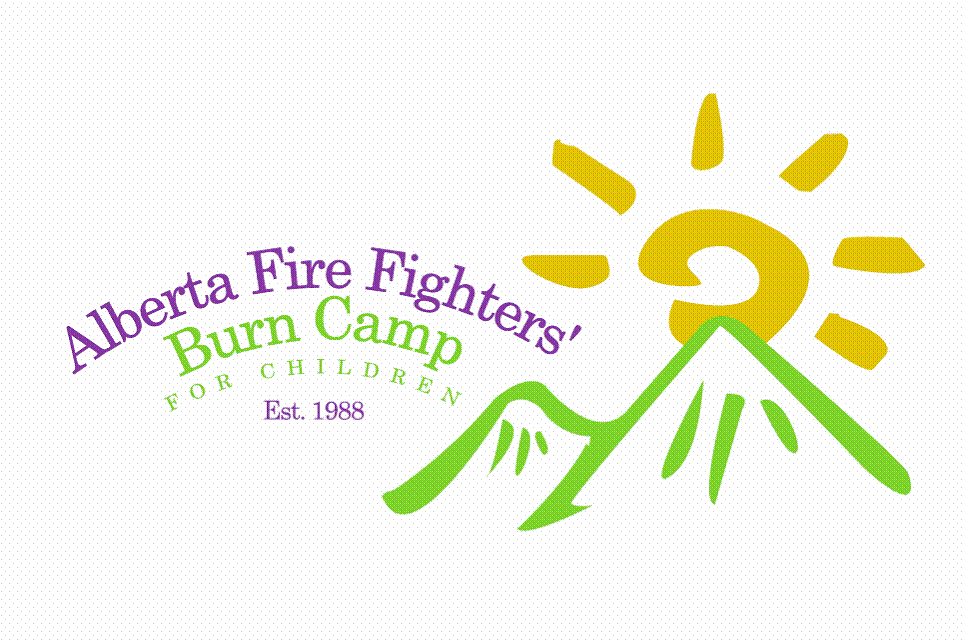 Alberta Fire Fighters'
Burn Camp
FOR CHILDREN
Est. 1988